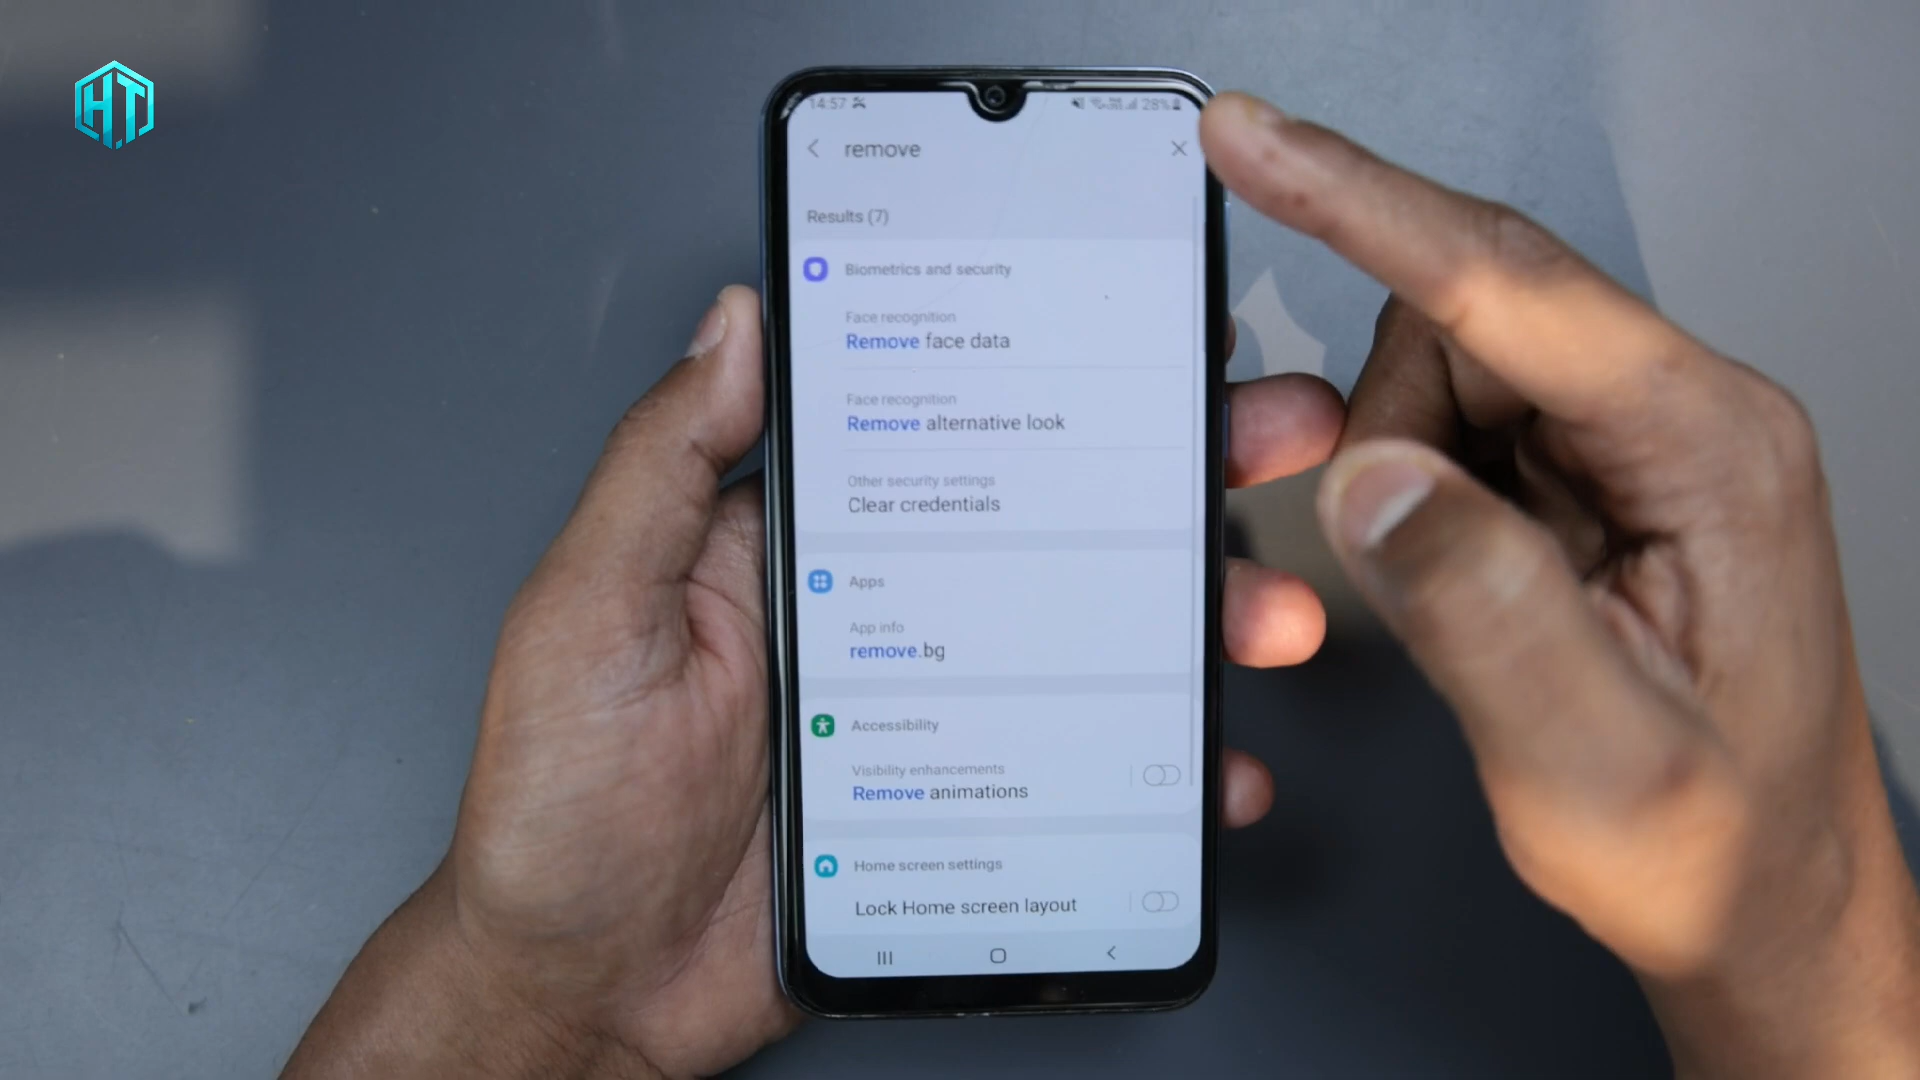 HT
14:57 28%
remove
Results (7)
Biometrics and security
Face recognition
Remove face data
Face recognition
Remove alternative look
Other security settings
Clear credentials
Apps
App info
remove.bg
Accessibility
Visibility enhancements
Remove animations
Home screen settings
Lock Home screen layout